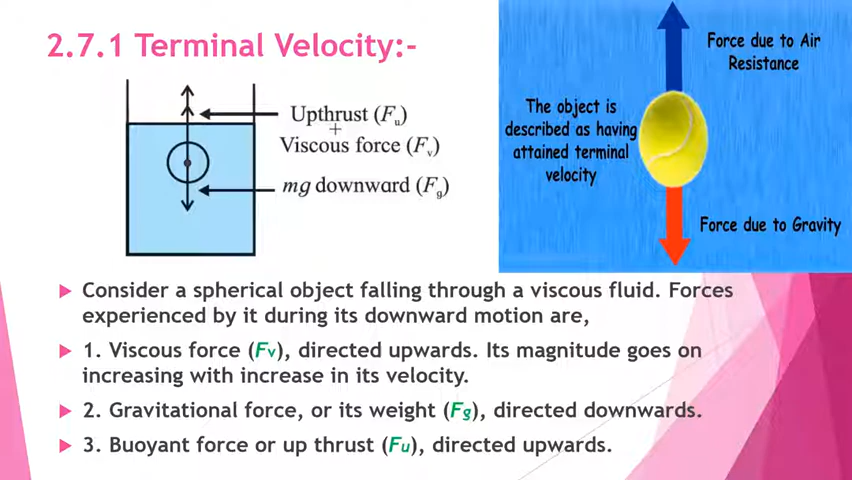 2.7.1 Terminal Velocity:-
Upthrust (Fu)
+
Viscous force (Fv)
mg downward (Fg)
Force due to Air
Resistance
The object is
described as having
attained terminal
velocity
Force due to Gravity
Consider a spherical object falling through a viscous fluid. Forces
experienced by it during its downward motion are,
1. Viscous force (Fv), directed upwards. Its magnitude goes on
increasing with increase in its velocity.
2. Gravitational force, or its weight (Fg), directed downwards.
3. Buoyant force or up thrust (Fu), directed upwards.